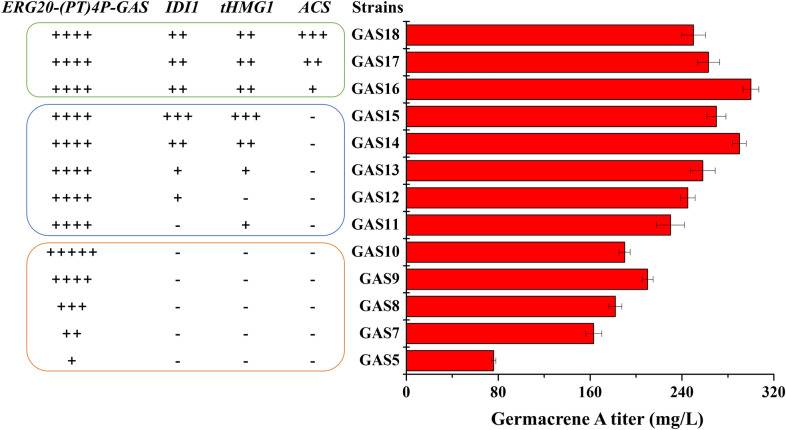 ERG20-(PT)4P-GAS IDI1 tHMG1 ACS Strains
++++ ++ ++ +++ GAS18
++++ ++ ++ ++ GAS17
++++ ++ ++ + GAS16
++++ +++ +++ - GAS15
++++ ++ ++ - GAS14
++++ + + - GAS13
++++ + - - GAS12
++++ - + - GAS11
+++++ - - - GAS10
++++ - - - GAS9
+++ - - - GAS8
++ - - - GAS7
+ - - - GAS5
0 80 160 240 320
Germacrene A titer (mg/L)